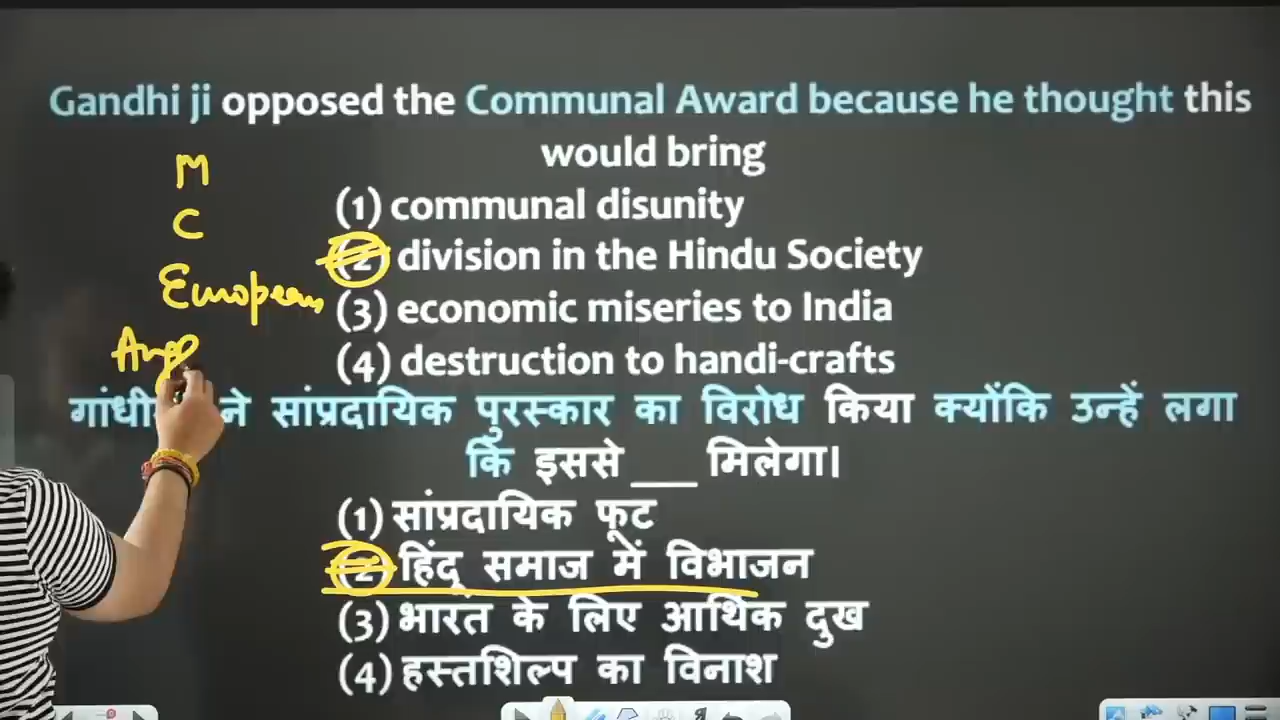 Gandhi ji opposed the Communal Award because he thought this
would bring
M
(1) communal disunity
C
(2) division in the Hindu Society
European
(3) economic miseries to India
(4) destruction to handi-crafts
ने सांप्रदायिक पुरस्कार का विरोध किया क्योंकि उन्हें लगा
कि इससे ___ मिलेगा।
(1) सांप्रदायिक फूट
(2) हिंदू समाज में विभाजन
(3) भारत के लिए आर्थिक दुख
(4) हस्तशिल्प का विनाश